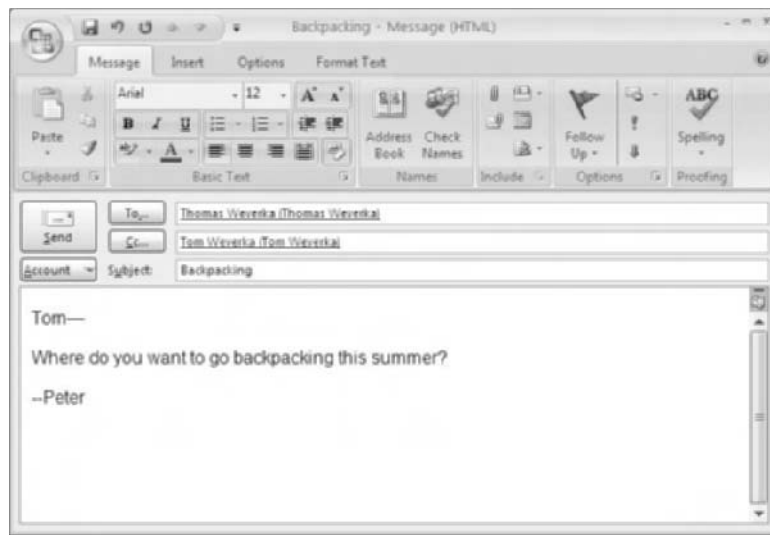 Backpacking - Message (HTML)
Message Insert Options Format Text
Arial 12 A A ABC
Paste B I U Address Book Check Names Follow Up Spelling
ab A
Clipboard Basic Text Names Include Options Proofing
Send To... Thomas Weverka (Thomas Weverka)
Cc... Tom Weverka (Tom Weverka)
Account Subject: Backpacking
Tom—
Where do you want to go backpacking this summer?
--Peter